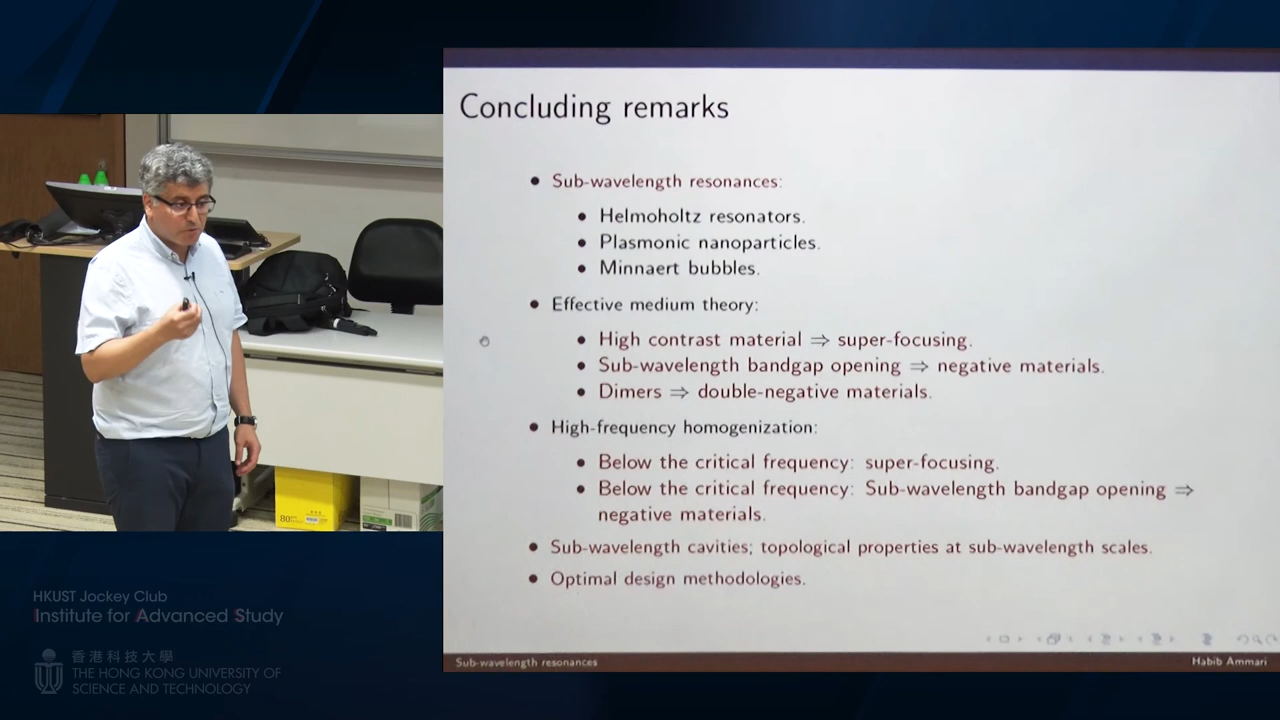 Concluding remarks
• Sub-wavelength resonances:
• Helmoholtz resonators.
• Plasmonic nanoparticles.
• Minnaert bubbles.
• Effective medium theory:
• High contrast material ⇒ super-focusing.
• Sub-wavelength bandgap opening ⇒ negative materials.
• Dimers ⇒ double-negative materials.
• High-frequency homogenization:
• Below the critical frequency: super-focusing.
• Below the critical frequency: Sub-wavelength bandgap opening ⇒
negative materials.
• Sub-wavelength cavities; topological properties at sub-wavelength scales.
• Optimal design methodologies.
Sub-wavelength resonances
Habib Ammari
80
HKUST Jockey Club
Institute for Advanced Study
香港科技大學
THE HONG KONG UNIVERSITY OF
SCIENCE AND TECHNOLOGY